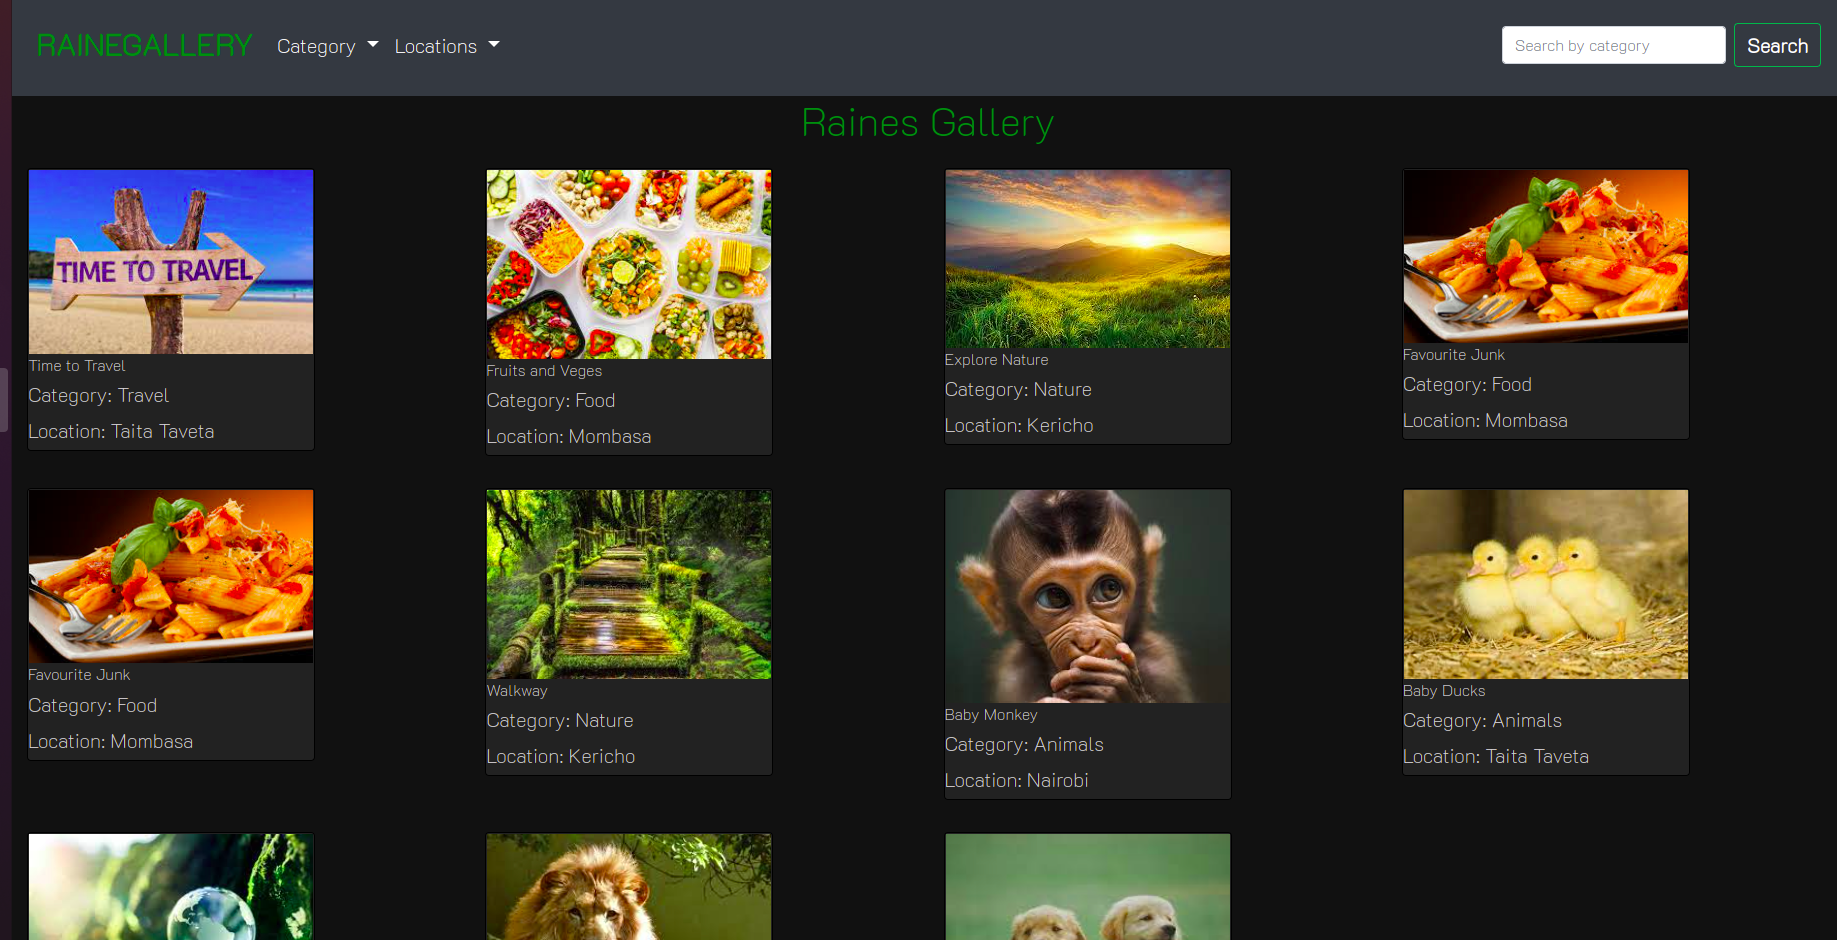 RAINEGALLERY Category Locations Search by category Search
Raines Gallery
TIME TO TRAVEL
Time to Travel
Category: Travel
Location: Taita Taveta
Fruits and Veges
Category: Food
Location: Mombasa
Explore Nature
Category: Nature
Location: Kericho
Favourite Junk
Category: Food
Location: Mombasa
Favourite Junk
Category: Food
Location: Mombasa
Walkway
Category: Nature
Location: Kericho
Baby Monkey
Category: Animals
Location: Nairobi
Baby Ducks
Category: Animals
Location: Taita Taveta